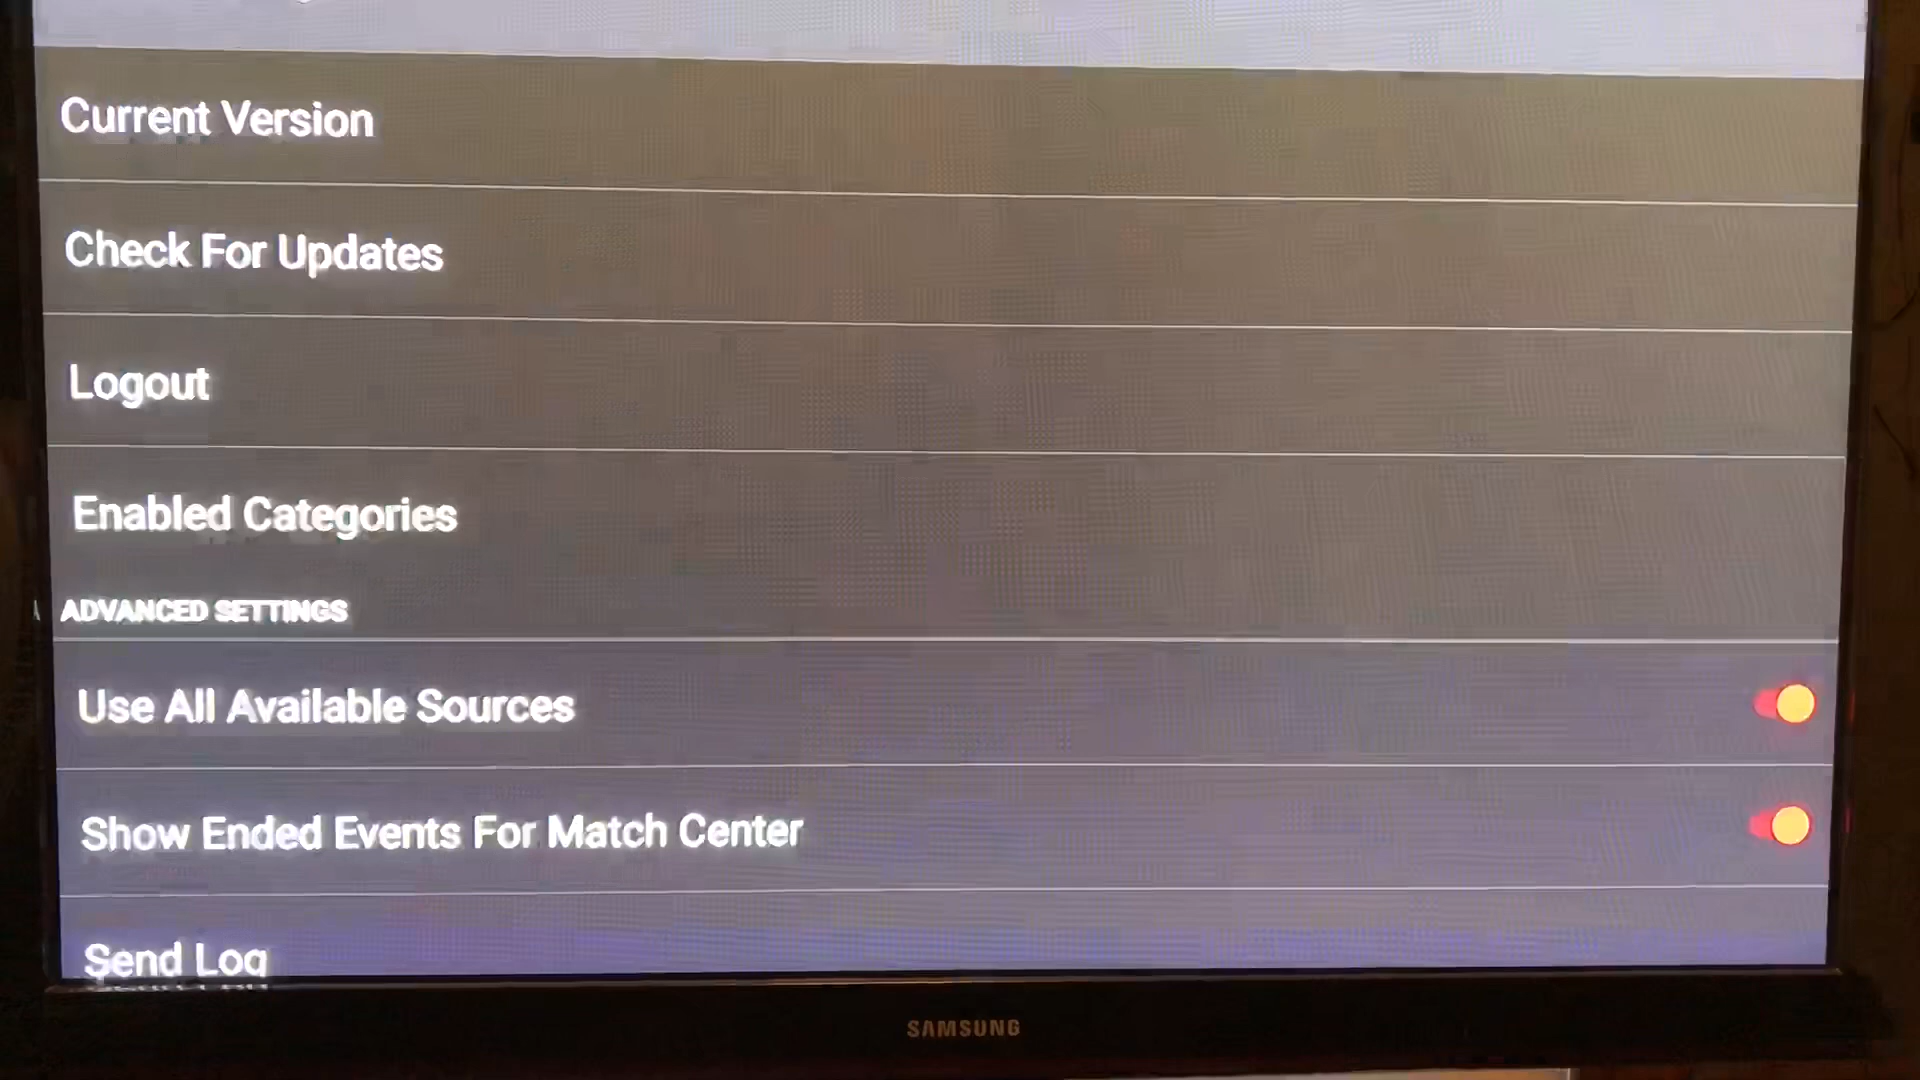 Current Version
Check For Updates
Logout
Enabled Categories
ADVANCED SETTINGS
Use All Available Sources
Show Ended Events For Match Center
Send Log
SAMSUNG